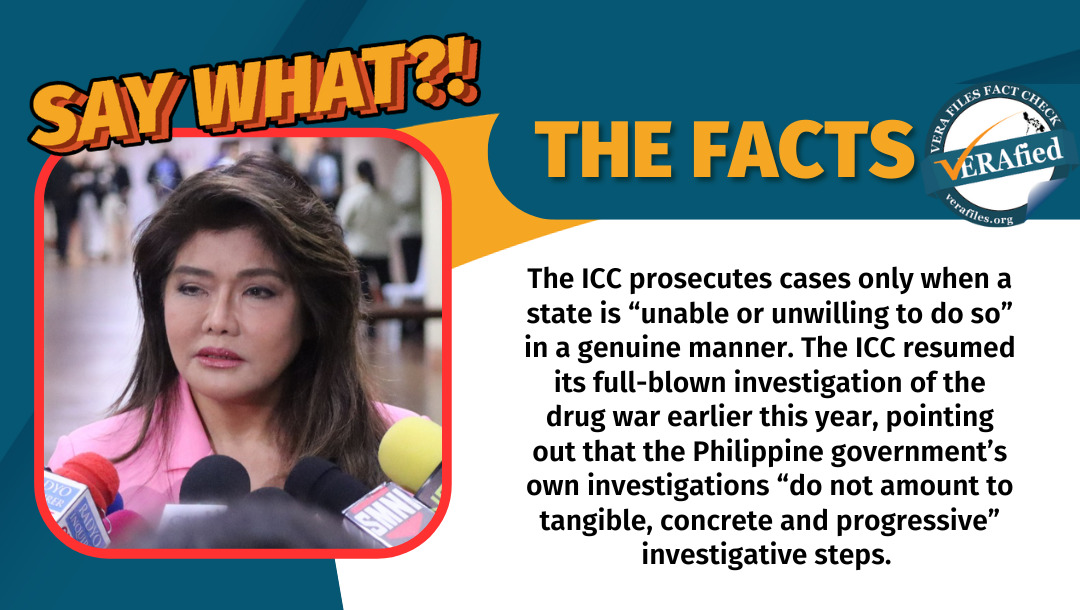 SAY WHAT?!
THE FACTS
VERA FILES FACT CHECK
VERAfied
verafiles.org
The ICC prosecutes cases only when a
state is “unable or unwilling to do so”
in a genuine manner. The ICC resumed
its full-blown investigation of the
drug war earlier this year, pointing
out that the Philippine government’s
own investigations “do not amount to
tangible, concrete and progressive”
investigative steps.
RADYO
SMNI